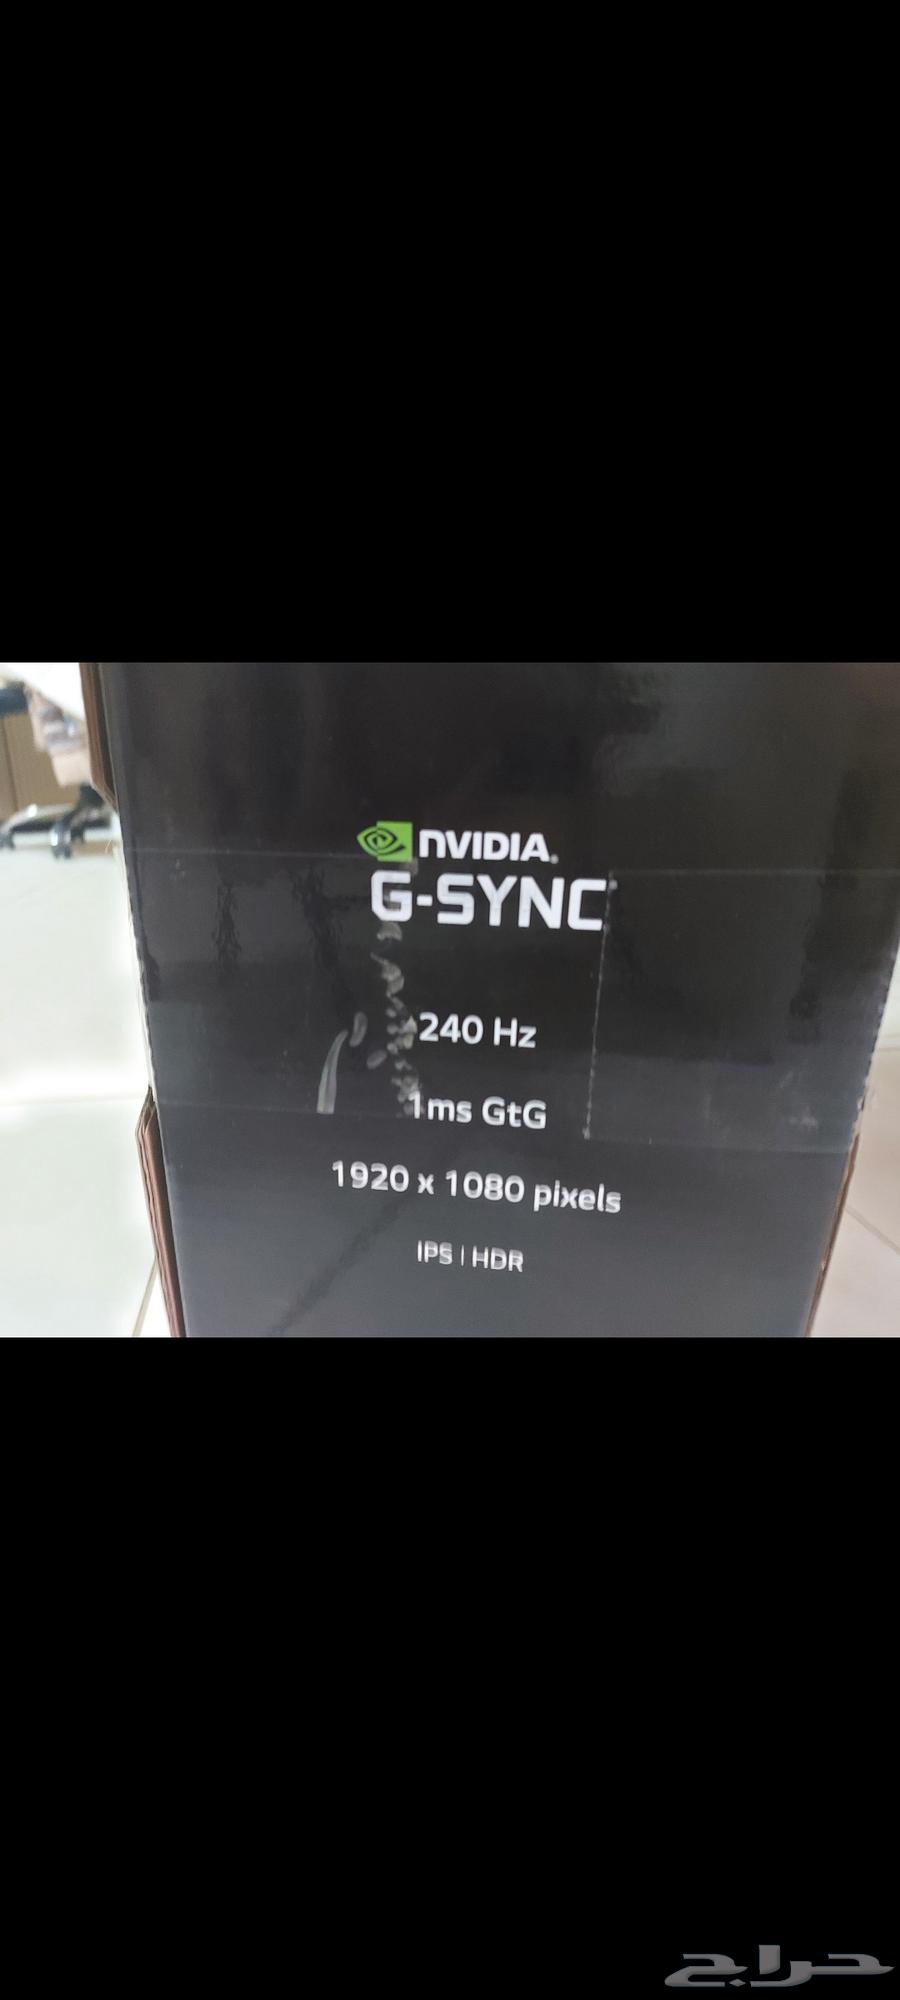 NVIDIA.
G-SYNC
240 Hz
1ms GtG
1920 x 1080 pixels
IPS | HDR
حراج